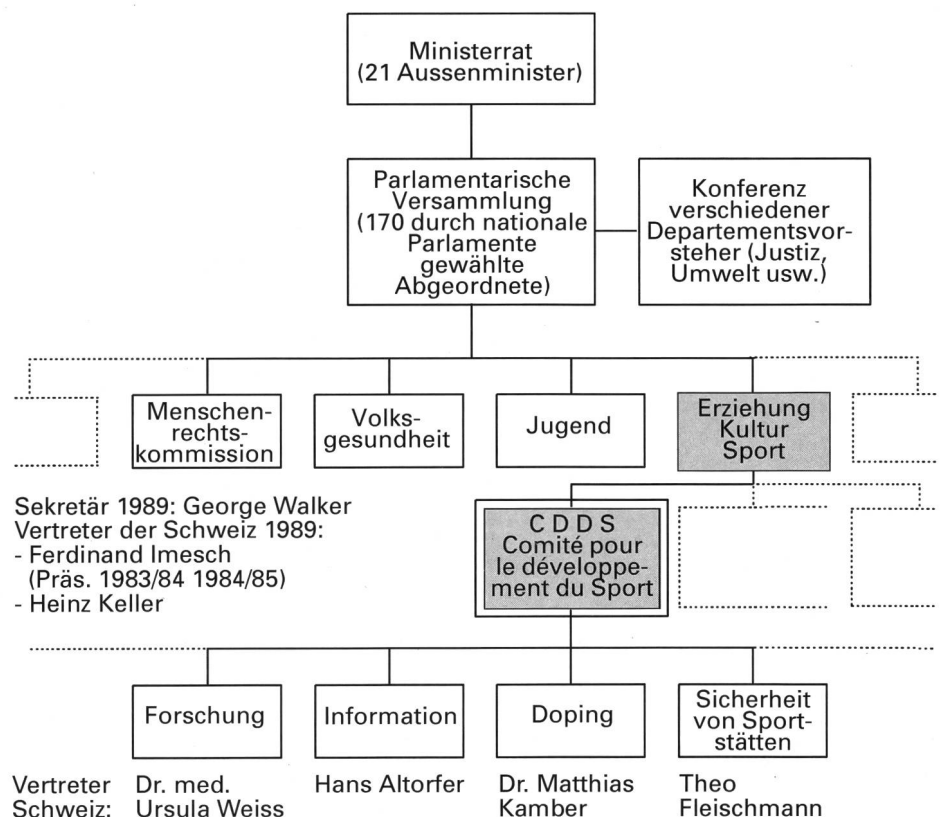 Ministerrat
(21 Aussenminister)
Parlamentarische
Versammlung
(170 durch nationale
Parlamente
gewählte
Abgeordnete)
Konferenz
verschiedener
Departementsvor-
steher (Justiz,
Umwelt usw.)
Menschen-
rechts-
kommission
Volks-
gesundheit
Jugend
Erziehung
Kultur
Sport
Sekretär 1989: George Walker
Vertreter der Schweiz 1989:
- Ferdinand Imesch
(Präs. 1983/84 1984/85)
- Heinz Keller
C D D S
Comité pour
le développe-
ment du Sport
Forschung
Information
Doping
Sicherheit
von Sport-
stätten
Vertreter
Schweiz:
Dr. med.
Ursula Weiss
Hans Altorfer
Dr. Matthias
Kamber
Theo
Fleischmann